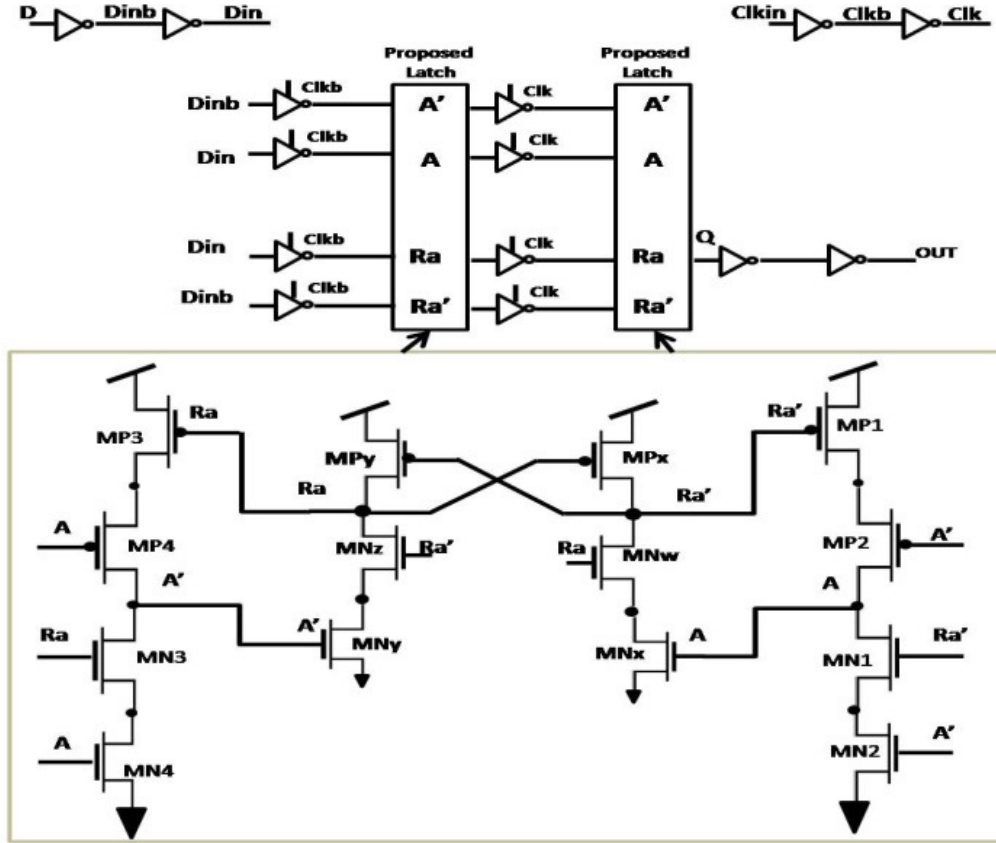 D Dinb Din Clkin Clkb Clk
Proposed Latch Proposed Latch
Dinb Clkb A' Clk A'
Din Clkb A Clk A
Din Clkb Ra Clk Ra Q OUT
Dinb Clkb Ra' Clk Ra'
MP3 Ra MPy MPx Ra' MP1
Ra Ra'
A MP4 MNz Ra' Ra MNw MP2 A'
A' A
Ra MN3 A' MNy MNx A MN1 Ra'
A MN4 MN2 A'